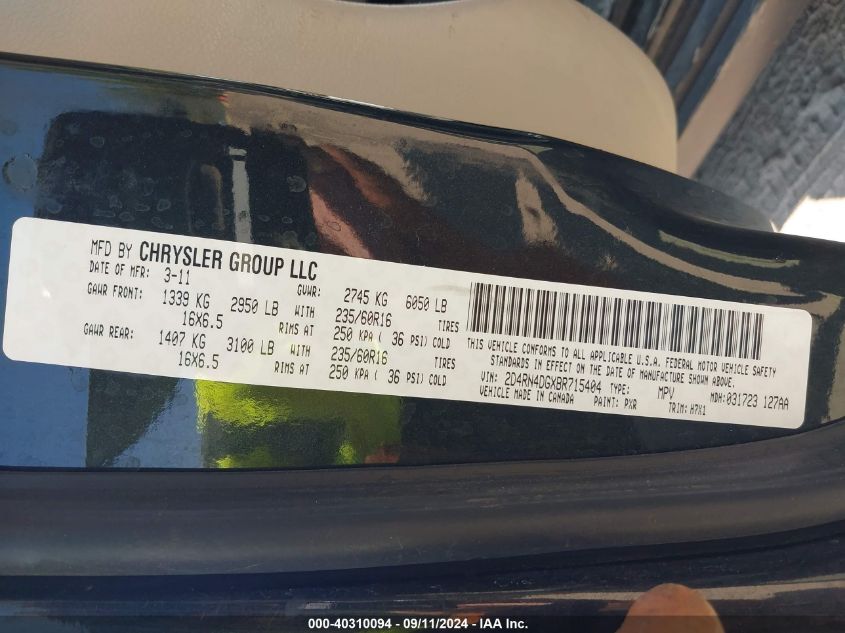 MFD BY CHRYSLER GROUP LLC
DATE OF MFR: 3-11 GVWR: 2745 KG 6050 LB
GAWR FRONT: 1339 KG 2950 LB WITH 235/60R16 TIRES
16X6.5 RIMS AT 250 KPA ( 36 PSI) COLD
GAWR REAR: 1407 KG 3100 LB WITH 235/60R16 TIRES
16X6.5 RIMS AT 250 KPA ( 36 PSI) COLD
THIS VEHICLE CONFORMS TO ALL APPLICABLE U.S.A. FEDERAL MOTOR VEHICLE SAFETY
STANDARDS IN EFFECT ON THE DATE OF MANUFACTURE SHOWN ABOVE.
VIN: 2D4RN4DGXBR715404 TYPE: MPV MDH: 031723 127AA
VEHICLE MADE IN CANADA PAINT: PXR TRIM: H7X1
000-40310094 - 09/11/2024 - IAA Inc.